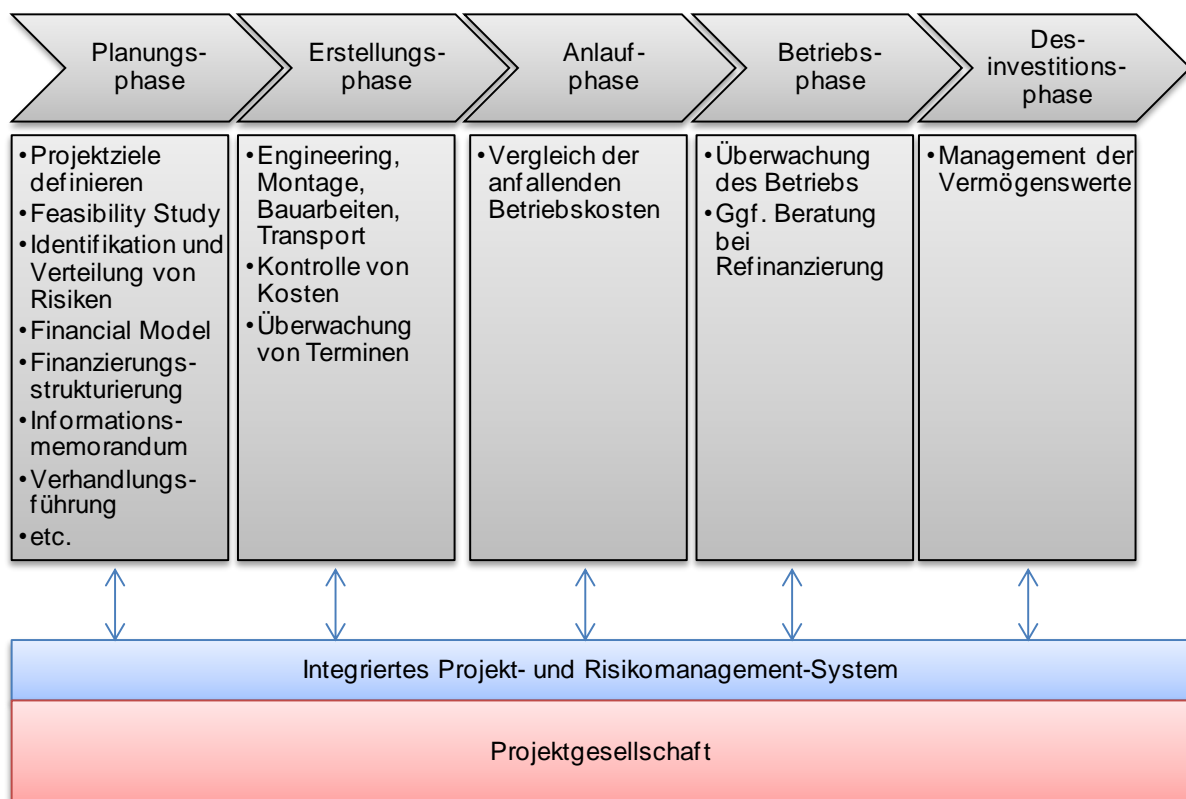 Planungs-
phase
Erstellungs-
phase
Anlauf-
phase
Betriebs-
phase
Des-
investitions-
phase
•Projektziele
definieren
•Feasibility Study
•Identifikation und
Verteilung von
Risiken
•Financial Model
•Finanzierungs-
strukturierung
•Informations-
memorandum
•Verhandlungs-
führung
•etc.
•Engineering,
Montage,
Bauarbeiten,
Transport
•Kontrolle von
Kosten
•Überwachung
von Terminen
•Vergleich der
anfallenden
Betriebskosten
•Überwachung
des Betriebs
•Ggf. Beratung
bei
Refinanzierung
•Management der
Vermögenswerte
Integriertes Projekt- und Risikomanagement-System
Projektgesellschaft